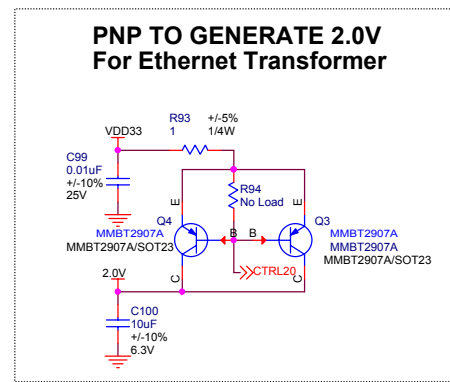 PNP TO GENERATE 2.0V
For Ethernet Transformer
R93 +/-5%
VDD33 1 1/4W
C99
0.01uF
+/-10%
25V
R94
No Load
E E
Q4 Q3
MMBT2907A B B MMBT2907A
MMBT2907A/SOT23 MMBT2907A
MMBT2907A/SOT23
CTRL20
2.0V C C
C100
10uF
+/-10%
6.3V